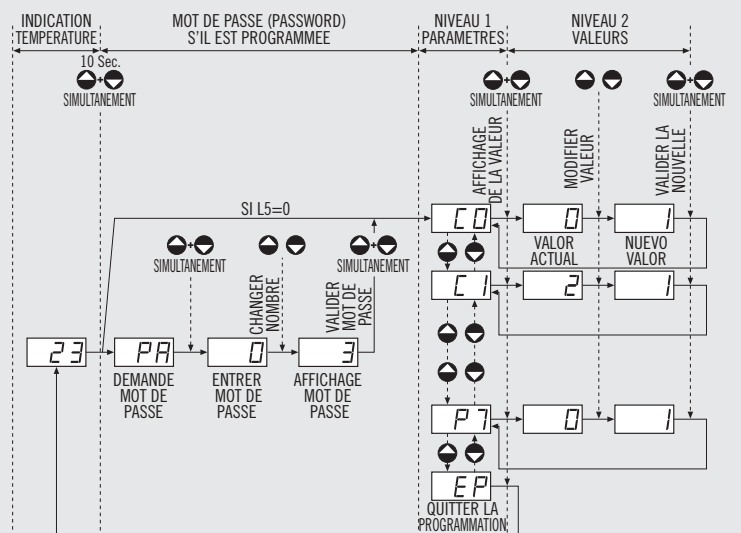 INDICATION
TEMPERATURE
MOT DE PASSE (PASSWORD)
S'IL EST PROGRAMMEE
NIVEAU 1
PARAMETRES
NIVEAU 2
VALEURS
10 Sec.
+
SIMULTANEMENT
+
SIMULTANEMENT
+
SIMULTANEMENT
AFFICHAGE
DE LA VALEUR
MODIFIER
VALEUR
VALIDER LA
NOUVELLE
SI L5=0
C0
0
1
VALOR
ACTUAL
NUEVO
VALOR
+
SIMULTANEMENT
CHANGER
NOMBRE
+
SIMULTANEMENT
VALIDER
MOT DE
PASSE
C1
2
1
23
PA
0
3
DEMANDE
MOT DE
PASSE
ENTRER
MOT DE
PASSE
AFFICHAGE
MOT DE
PASSE
P7
0
1
EP
QUITTER LA
PROGRAMMATION